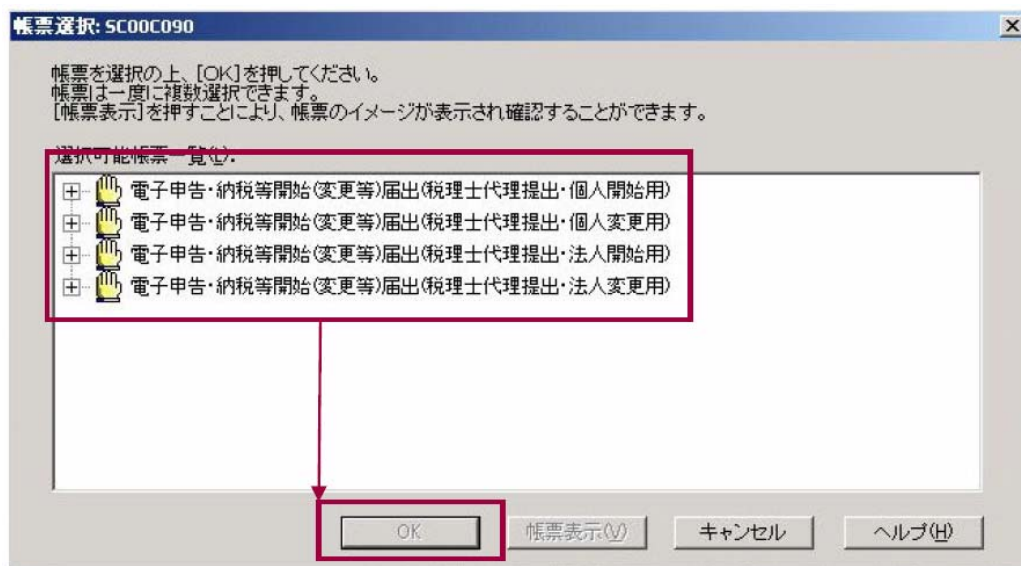 帳票選択: SC00C090
帳票を選択の上、[OK]を押してください。
帳票は一度に複数選択できます。
[帳票表示]を押すことにより、帳票のイメージが表示され確認することができます。
選択可能帳票一覧(L):
電子申告・納税等開始(変更等)届出(税理士代理提出・個人開始用)
電子申告・納税等開始(変更等)届出(税理士代理提出・個人変更用)
電子申告・納税等開始(変更等)届出(税理士代理提出・法人開始用)
電子申告・納税等開始(変更等)届出(税理士代理提出・法人変更用)
OK 帳票表示(V) キャンセル ヘルプ(H)